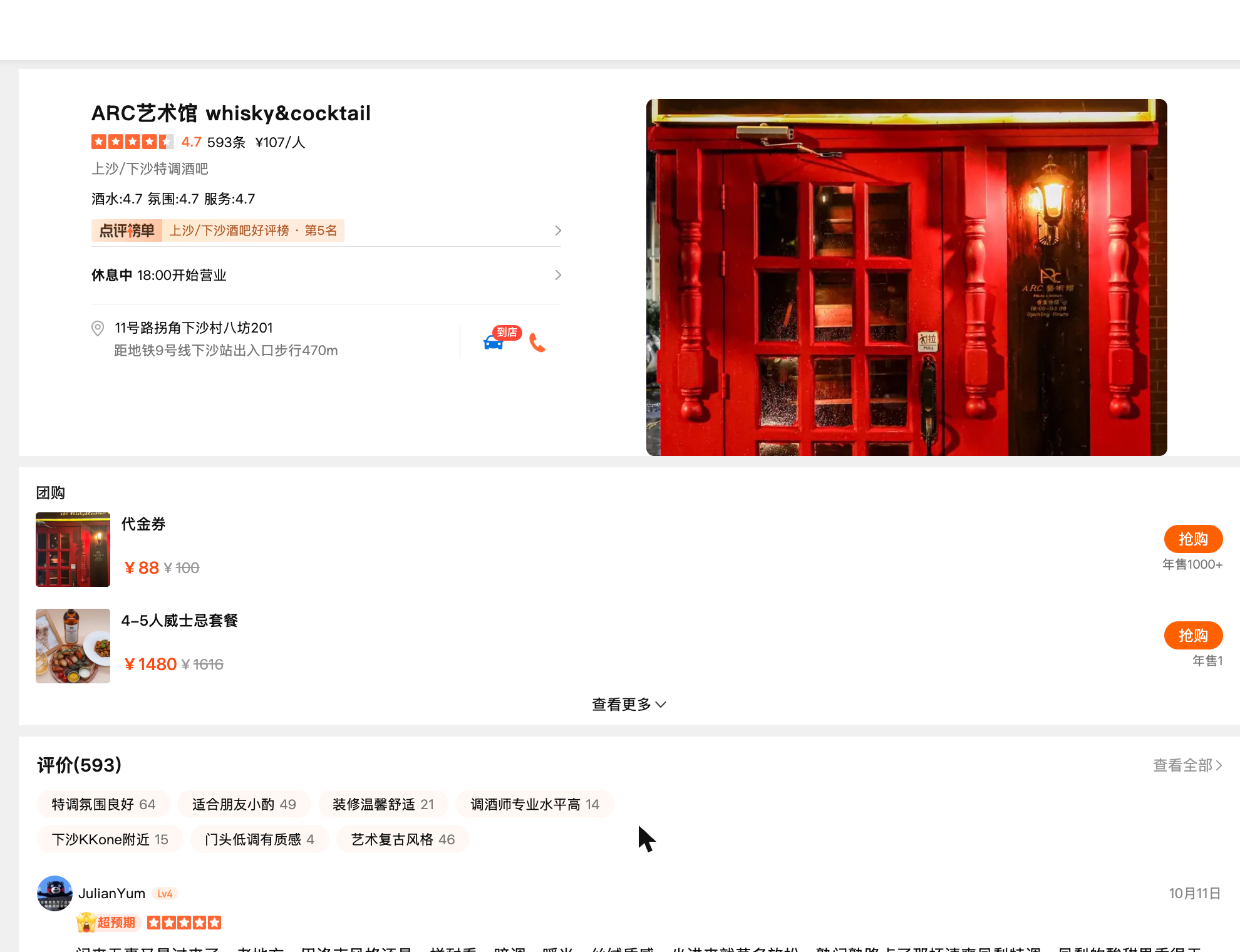 ARC艺术馆 whisky&cocktail
4.7 593条 ¥107/人
上沙/下沙特调酒吧
酒水:4.7 氛围:4.7 服务:4.7
点评榜单 上沙/下沙酒吧好评榜 · 第5名
休息中 18:00开始营业
11号路拐角下沙村八坊201
距地铁9号线下沙站出入口步行470m
到店
ARC 藝術館
Opening Hours
团购
代金券
¥88 ¥100
抢购
年售1000+
4-5人威士忌套餐
¥1480 ¥1616
抢购
年售1
查看更多
评价(593)
查看全部
特调氛围良好 64 适合朋友小酌 49 装修温馨舒适 21 调酒师专业水平高 14
下沙KKone附近 15 门头低调有质感 4 艺术复古风格 46
JulianYum Lv4
10月11日
超预期